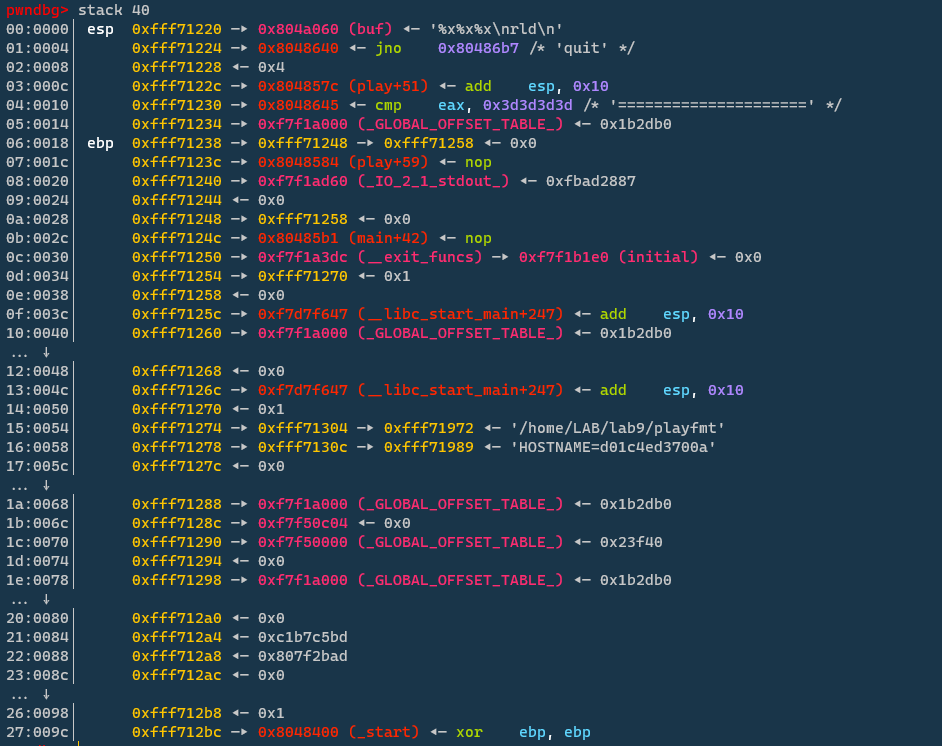 pwndbg> stack 40
00:0000│ esp  0xfff71220 —▸ 0x804a060 (buf) ◂— '%x%x%x\nrld\n'
01:0004│      0xfff71224 —▸ 0x8048640 ◂— jno    0x80486b7 /* 'quit' */
02:0008│      0xfff71228 ◂— 0x4
03:000c│      0xfff7122c —▸ 0x804857c (play+51) ◂— add    esp, 0x10
04:0010│      0xfff71230 —▸ 0x8048645 ◂— cmp    eax, 0x3d3d3d3d /* '=====================' */
05:0014│      0xfff71234 —▸ 0xf7f1a000 (_GLOBAL_OFFSET_TABLE_) ◂— 0x1b2db0
06:0018│ ebp  0xfff71238 —▸ 0xfff71248 —▸ 0xfff71258 ◂— 0x0
07:001c│      0xfff7123c —▸ 0x8048584 (play+59) ◂— nop
08:0020│      0xfff71240 —▸ 0xf7f1ad60 (_IO_2_1_stdout_) ◂— 0xfbad2887
09:0024│      0xfff71244 ◂— 0x0
0a:0028│      0xfff71248 —▸ 0xfff71258 ◂— 0x0
0b:002c│      0xfff7124c —▸ 0x80485b1 (main+42) ◂— nop
0c:0030│      0xfff71250 —▸ 0xf7f1a3dc (__exit_funcs) —▸ 0xf7f1b1e0 (initial) ◂— 0x0
0d:0034│      0xfff71254 —▸ 0xfff71270 ◂— 0x1
0e:0038│      0xfff71258 ◂— 0x0
0f:003c│      0xfff7125c —▸ 0xf7d7f647 (__libc_start_main+247) ◂— add    esp, 0x10
10:0040│      0xfff71260 —▸ 0xf7f1a000 (_GLOBAL_OFFSET_TABLE_) ◂— 0x1b2db0
... ↓
12:0048│      0xfff71268 ◂— 0x0
13:004c│      0xfff7126c —▸ 0xf7d7f647 (__libc_start_main+247) ◂— add    esp, 0x10
14:0050│      0xfff71270 ◂— 0x1
15:0054│      0xfff71274 —▸ 0xfff71304 —▸ 0xfff71972 ◂— '/home/LAB/lab9/playfmt'
16:0058│      0xfff71278 —▸ 0xfff7130c —▸ 0xfff71989 ◂— 'HOSTNAME=d01c4ed3700a'
17:005c│      0xfff7127c ◂— 0x0
... ↓
1a:0068│      0xfff71288 —▸ 0xf7f1a000 (_GLOBAL_OFFSET_TABLE_) ◂— 0x1b2db0
1b:006c│      0xfff7128c —▸ 0xf7f50c04 ◂— 0x0
1c:0070│      0xfff71290 —▸ 0xf7f50000 (_GLOBAL_OFFSET_TABLE_) ◂— 0x23f40
1d:0074│      0xfff71294 ◂— 0x0
1e:0078│      0xfff71298 —▸ 0xf7f1a000 (_GLOBAL_OFFSET_TABLE_) ◂— 0x1b2db0
... ↓
20:0080│      0xfff712a0 ◂— 0x0
21:0084│      0xfff712a4 ◂— 0xc1b7c5bd
22:0088│      0xfff712a8 ◂— 0x807f2bad
23:008c│      0xfff712ac ◂— 0x0
... ↓
26:0098│      0xfff712b8 ◂— 0x1
27:009c│      0xfff712bc —▸ 0x8048400 (_start) ◂— xor    ebp, ebp